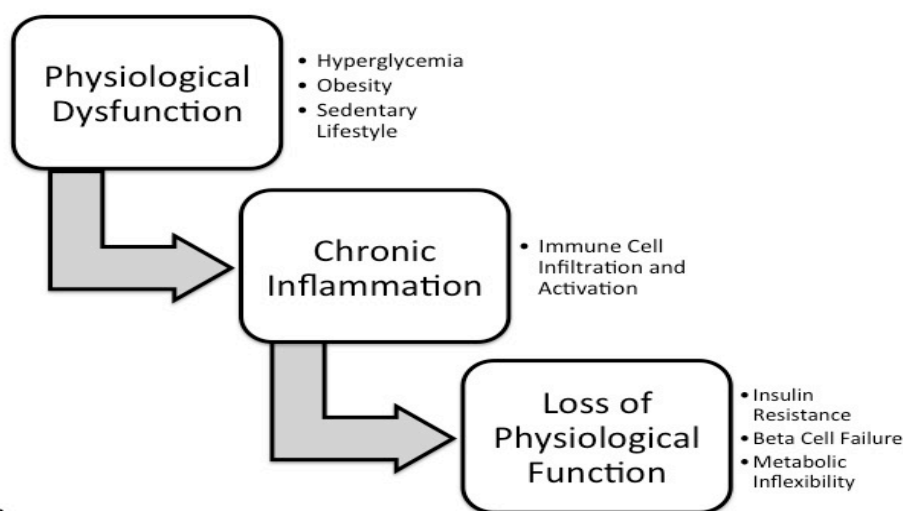 Physiological
Dysfunction
• Hyperglycemia
• Obesity
• Sedentary
Lifestyle
Chronic
Inflammation
• Immune Cell
Infiltration and
Activation
Loss of
Physiological
Function
• Insulin
Resistance
• Beta Cell Failure
• Metabolic
Inflexibility